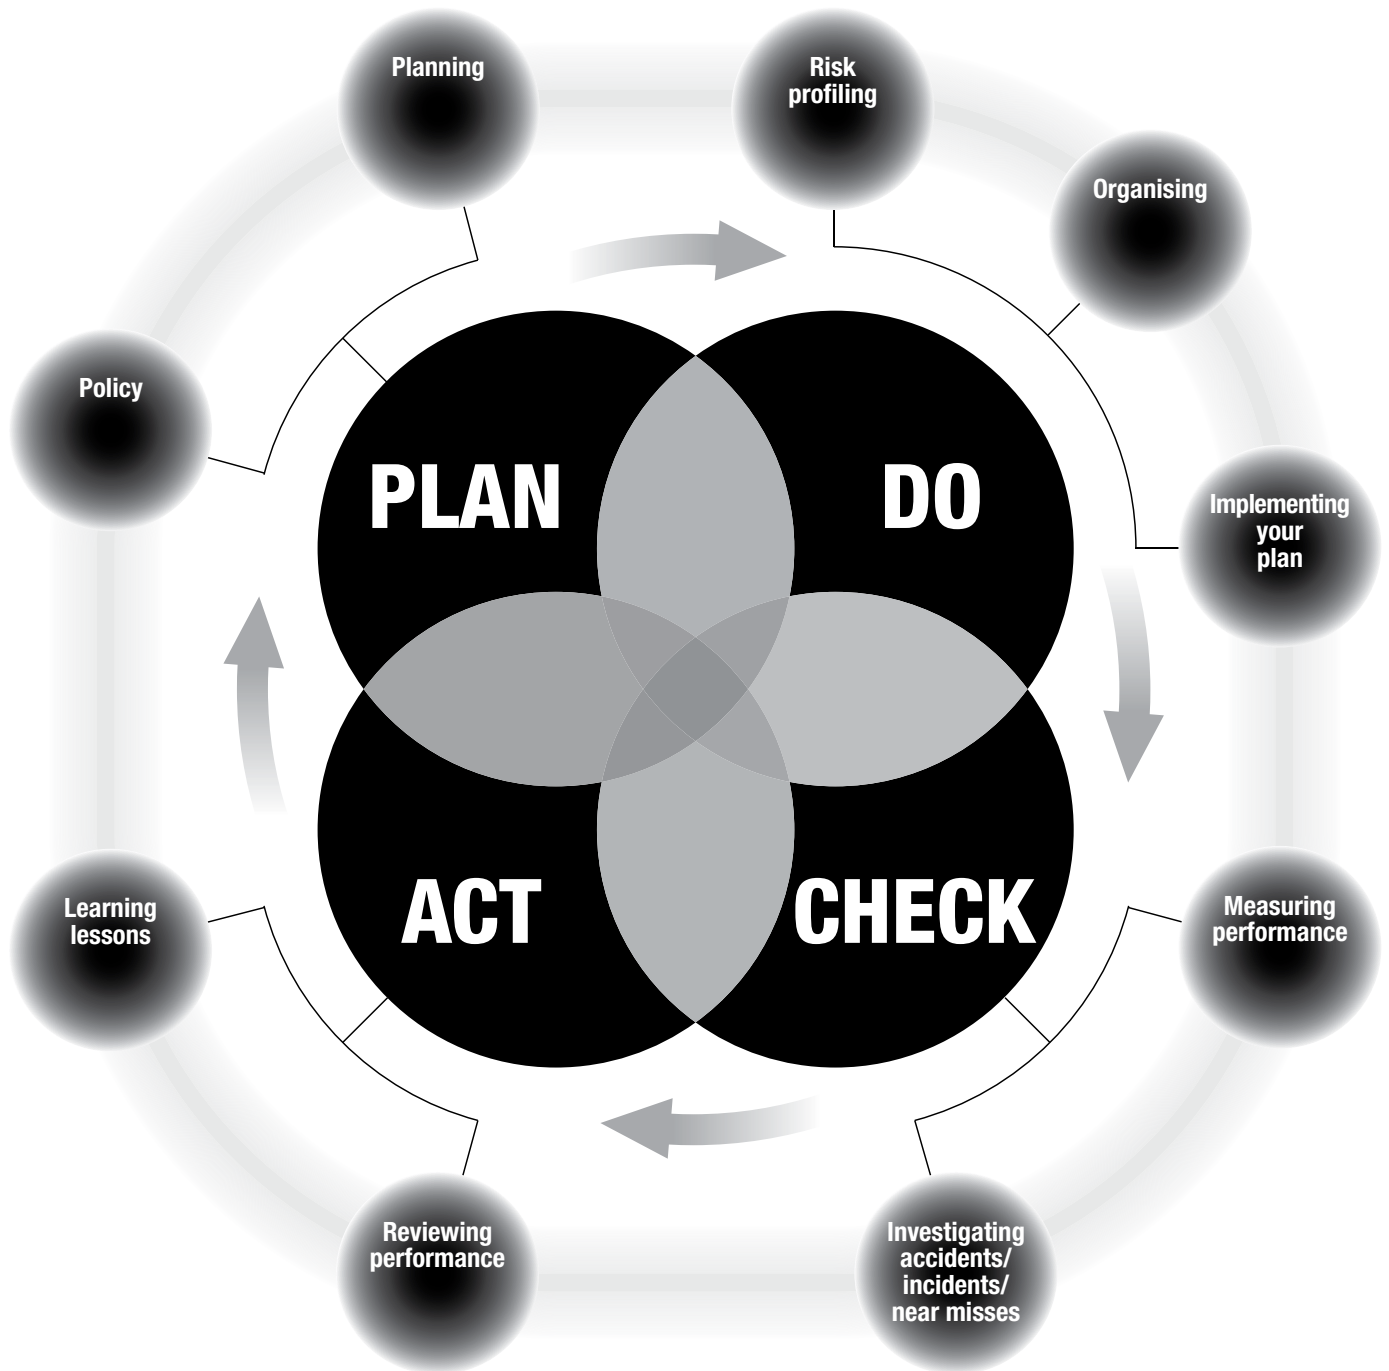 Planning
Risk
profiling
Organising
Policy
PLAN
DO
Implementing
your
plan
Learning
lessons
ACT
CHECK
Measuring
performance
Reviewing
performance
Investigating
accidents/
incidents/
near misses